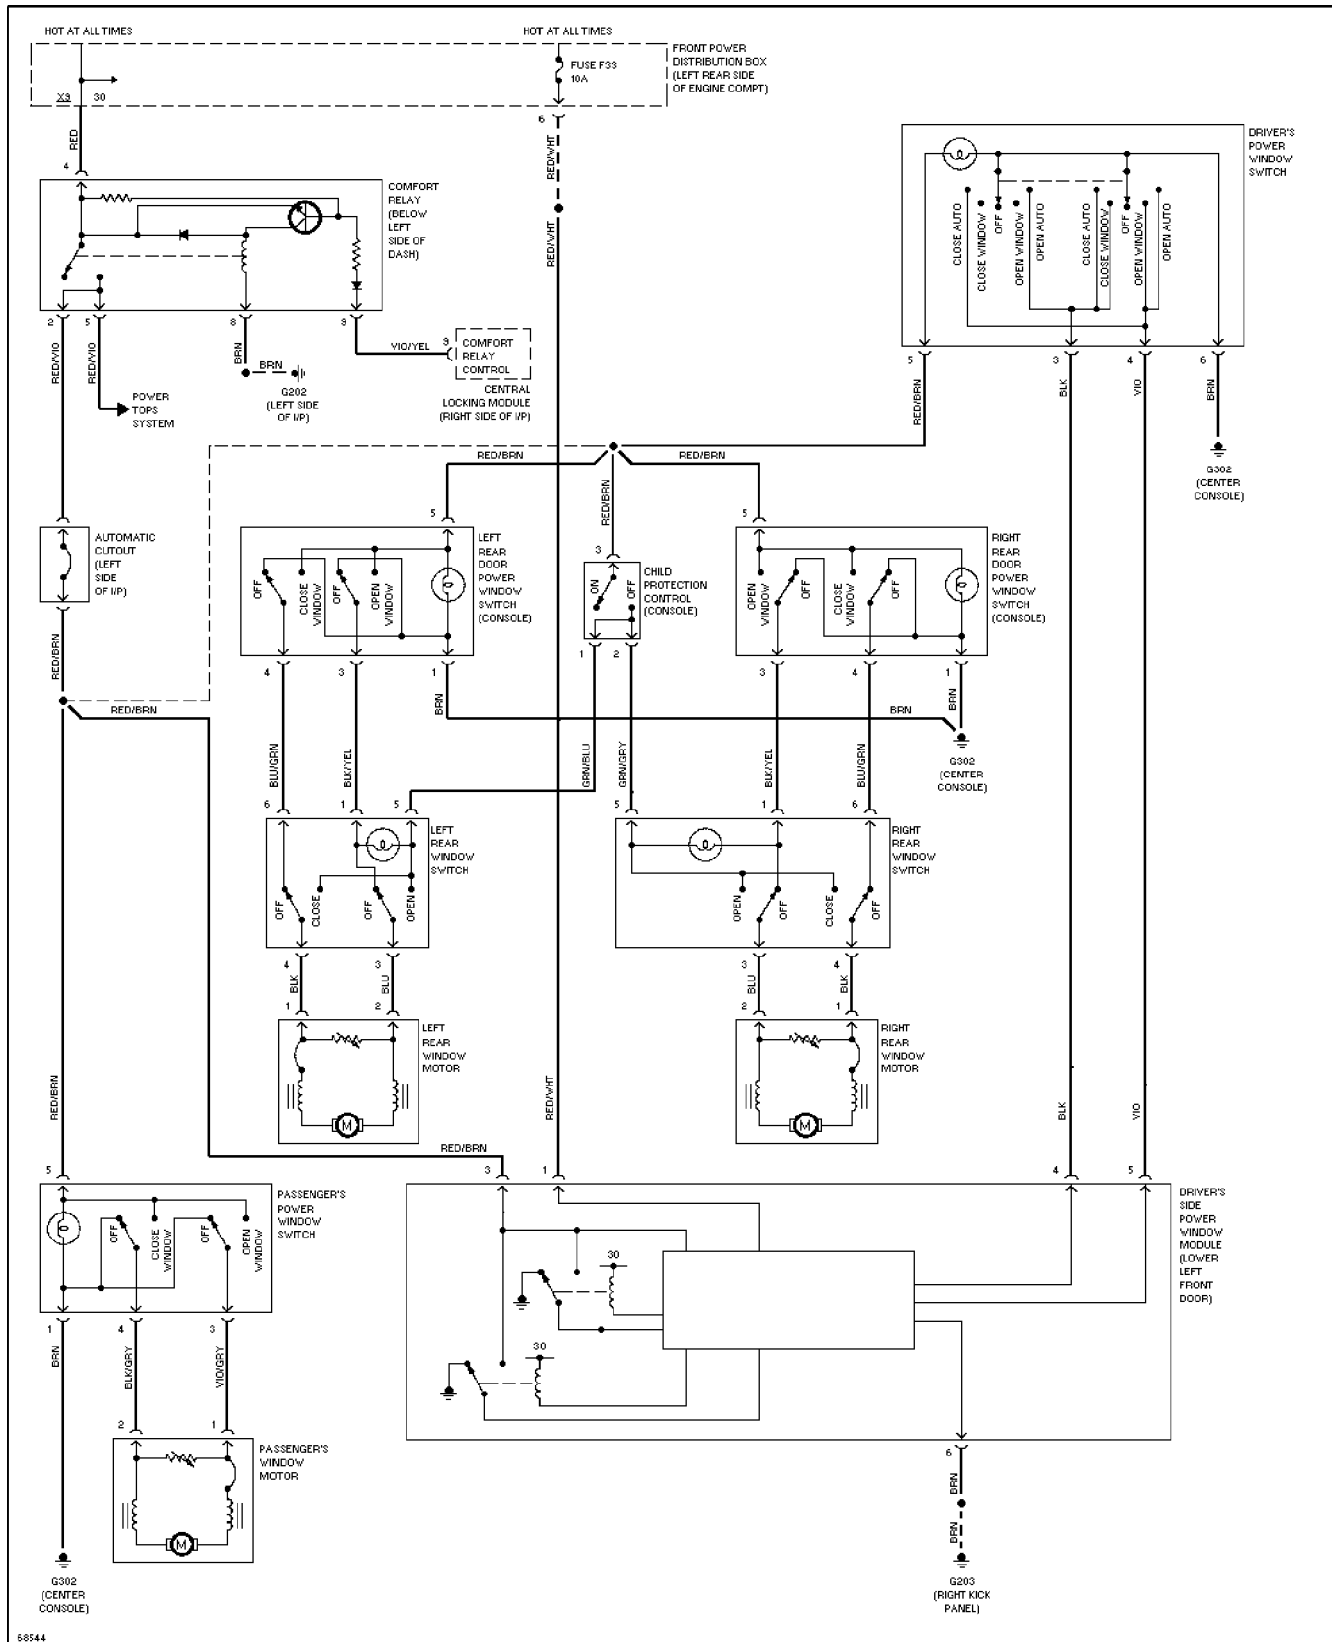 HOT AT ALL TIMES
HOT AT ALL TIMES
FUSE F33
10A
FRONT POWER
DISTRIBUTION BOX
(LEFT REAR SIDE
OF ENGINE COMPT)
X3 30
6
RED
RED/WHT
RED/WHT
4
COMFORT
RELAY
(BELOW
LEFT
SIDE OF
DASH)
2
5
8
9
RED/VIO
RED/VIO
BRN
BRN
VIO/YEL
G202
(LEFT SIDE
OF I/P)
POWER
TOPS
SYSTEM
9
COMFORT
RELAY
CONTROL
CENTRAL
LOCKING MODULE
(RIGHT SIDE OF I/P)
DRIVER'S
POWER
WINDOW
SWITCH
CLOSE AUTO
CLOSE WINDOW
OFF
OPEN WINDOW
OPEN AUTO
CLOSE AUTO
CLOSE WINDOW
OFF
OPEN WINDOW
OPEN AUTO
5
3
4
6
RED/BRN
BLK
VIO
BRN
G302
(CENTER
CONSOLE)
RED/BRN
RED/BRN
RED/BRN
AUTOMATIC
CUTOUT
(LEFT
SIDE
OF I/P)
RED/BRN
RED/BRN
5
LEFT
REAR
DOOR
POWER
WINDOW
SWITCH
(CONSOLE)
OFF
CLOSE
WINDOW
OFF
OPEN
WINDOW
4
3
1
BRN
3
CHILD
PROTECTION
CONTROL
(CONSOLE)
ON
OFF
1
2
5
RIGHT
REAR
DOOR
POWER
WINDOW
SWITCH
(CONSOLE)
OPEN
WINDOW
OFF
CLOSE
WINDOW
OFF
3
4
1
BRN
BRN
G302
(CENTER
CONSOLE)
BLU/GRN
BLK/YEL
GRN/BLU
GRN/GRY
BLK/YEL
BLU/GRN
6
1
5
LEFT
REAR
WINDOW
SWITCH
OFF
CLOSE
OFF
OPEN
4
3
BLK
BLU
1
2
LEFT
REAR
WINDOW
MOTOR
M
5
1
6
RIGHT
REAR
WINDOW
SWITCH
OPEN
OFF
CLOSE
OFF
3
4
BLU
BLK
2
1
RIGHT
REAR
WINDOW
MOTOR
M
RED/BRN
RED/WHT
BLK
VIO
RED/BRN
5
PASSENGER'S
POWER
WINDOW
SWITCH
OFF
CLOSE
WINDOW
OFF
OPEN
WINDOW
1
4
3
BRN
BLK/GRY
VIO/GRY
2
1
PASSENGER'S
WINDOW
MOTOR
M
G302
(CENTER
CONSOLE)
3
1
4
5
DRIVER'S
SIDE
POWER
WINDOW
MODULE
(LOWER
LEFT
FRONT
DOOR)
30
30
6
BRN
BRN
G203
(RIGHT KICK
PANEL)
68544